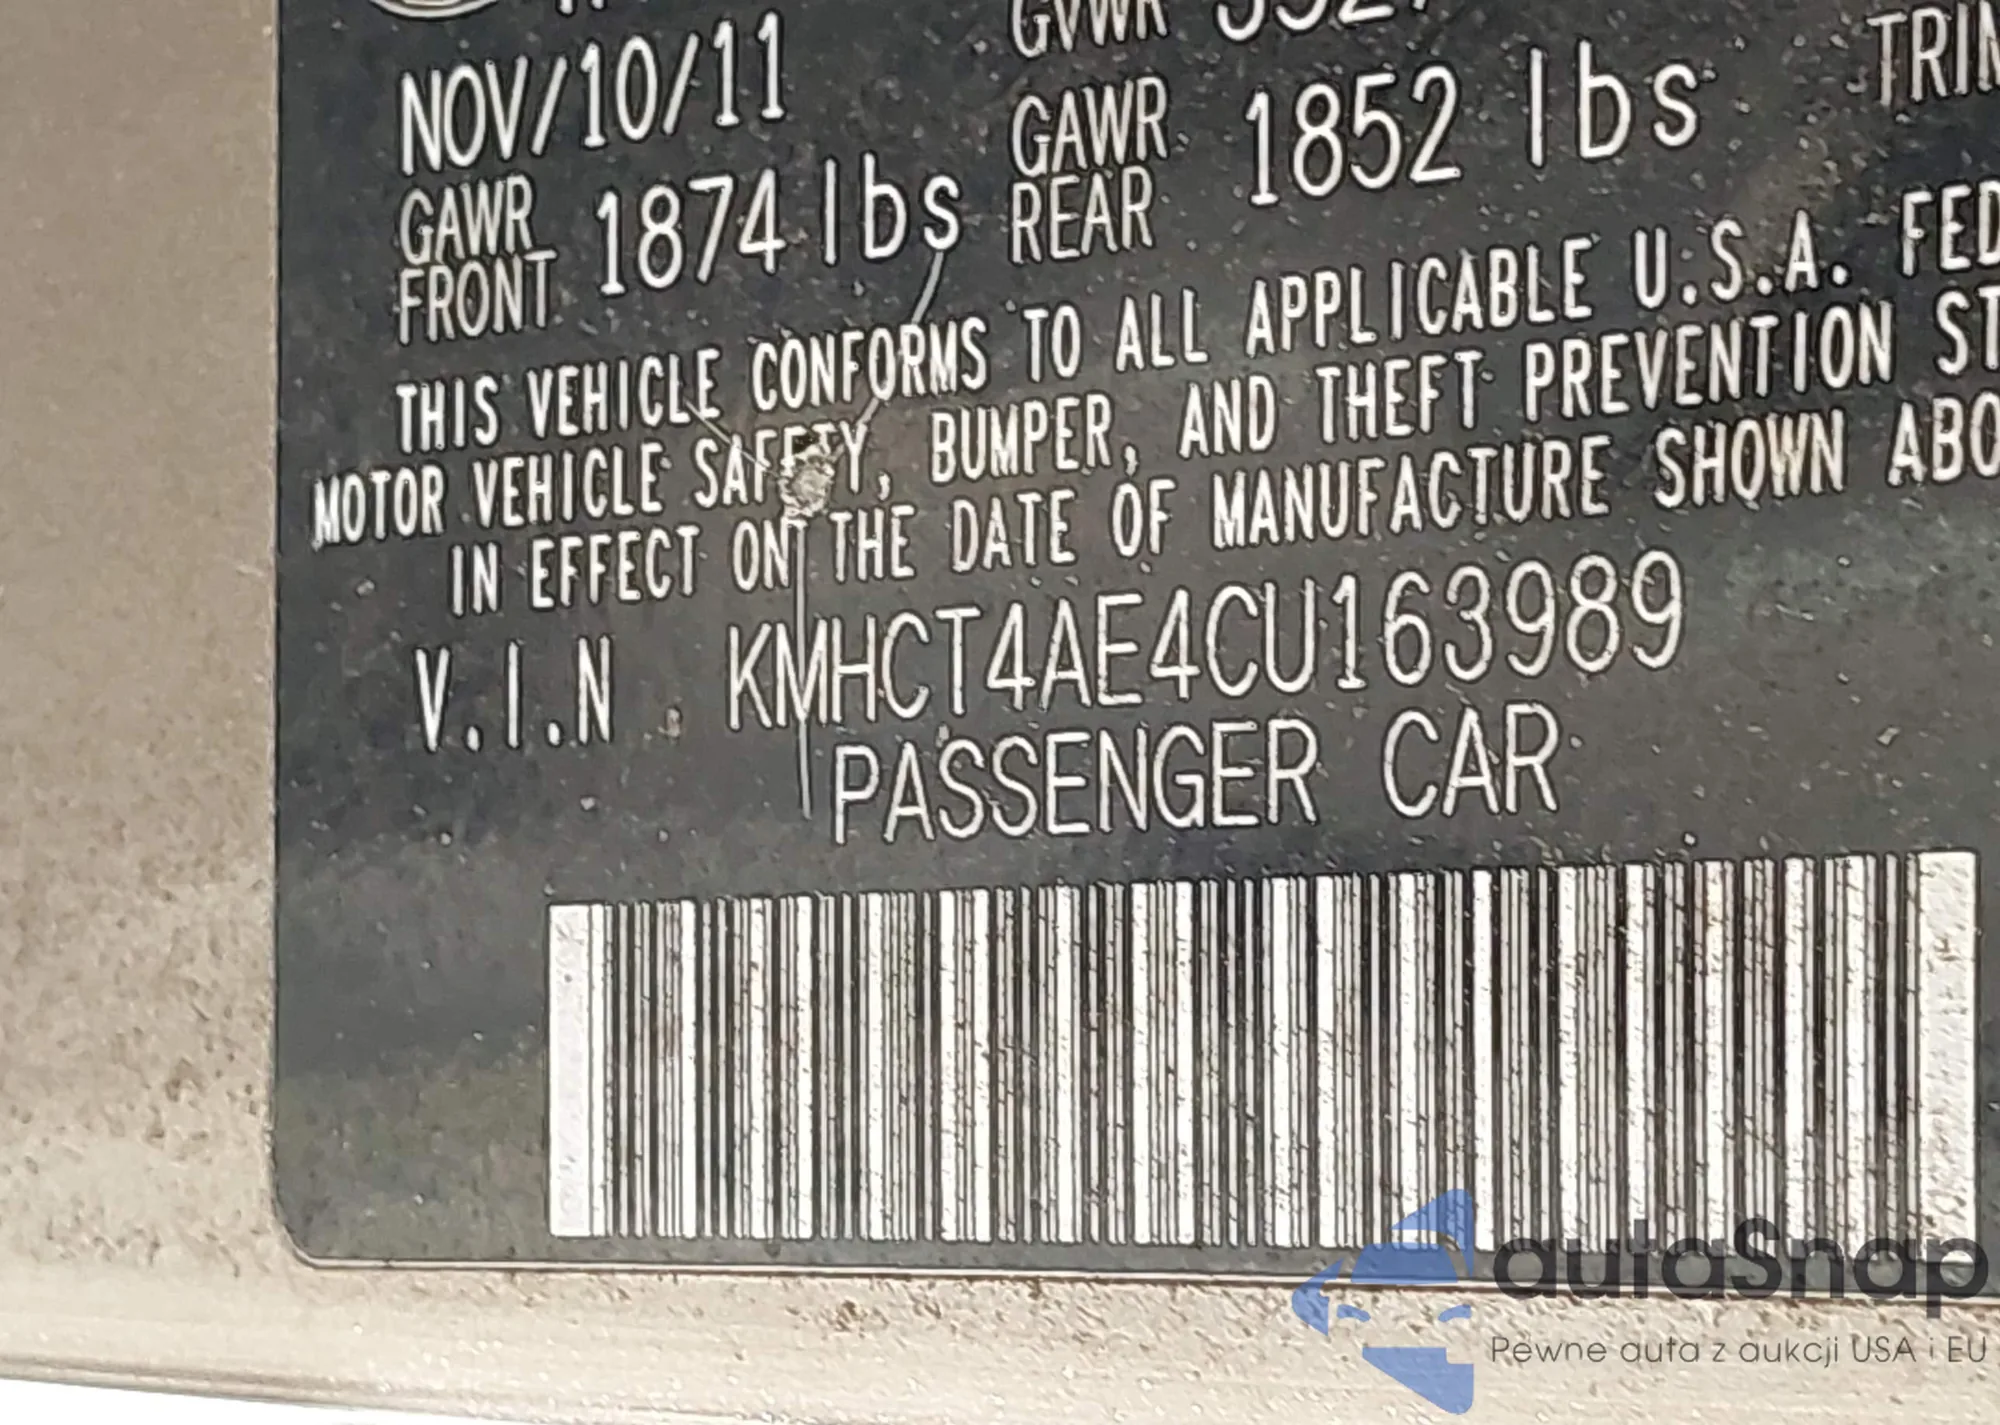 NOV/10/11
GVWR
GAWR FRONT 1874 lbs
GAWR REAR 1852 lbs
THIS VEHICLE CONFORMS TO ALL APPLICABLE U.S.A.
MOTOR VEHICLE SAFETY, BUMPER, AND THEFT PREVENTION
IN EFFECT ON THE DATE OF MANUFACTURE SHOWN
V.I.N. KMHCT4AE4CU163989
PASSENGER CAR
autaSnap
Pewne auta z aukcji USA i EU